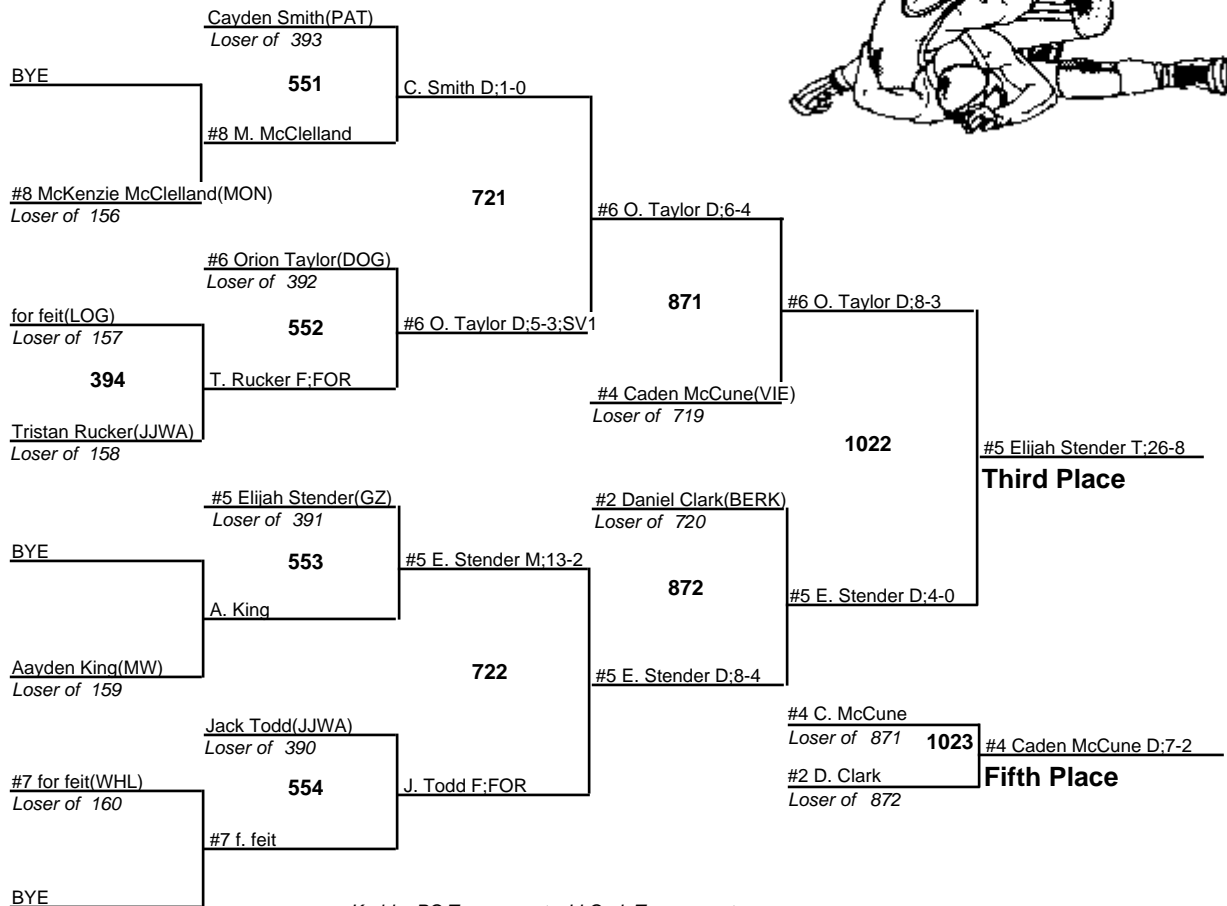 Cayden Smith(PAT)
Loser of 393
BYE
551
C. Smith D;1-0
#8 M. McClelland
#8 McKenzie McClelland(MON)
Loser of 156
721
#6 O. Taylor D;6-4
#6 Orion Taylor(DOG)
Loser of 392
for feit(LOG)
Loser of 157
552
#6 O. Taylor D;5-3;SV1
871
#6 O. Taylor D;8-3
394
T. Rucker F;FOR
#4 Caden McCune(VIE)
Loser of 719
Tristan Rucker(JJWA)
Loser of 158
1022
#5 Elijah Stender T;26-8
Third Place
#5 Elijah Stender(GZ)
Loser of 391
#2 Daniel Clark(BERK)
Loser of 720
BYE
553
#5 E. Stender M;13-2
872
#5 E. Stender D;4-0
A. King
Aayden King(MW)
Loser of 159
722
#5 E. Stender D;8-4
Jack Todd(JJWA)
Loser of 390
#4 C. McCune
Loser of 871
1023
#4 Caden McCune D;7-2
Fifth Place
#7 for feit(WHL)
Loser of 160
554
J. Todd F;FOR
#2 D. Clark
Loser of 872
#7 f. feit
BYE